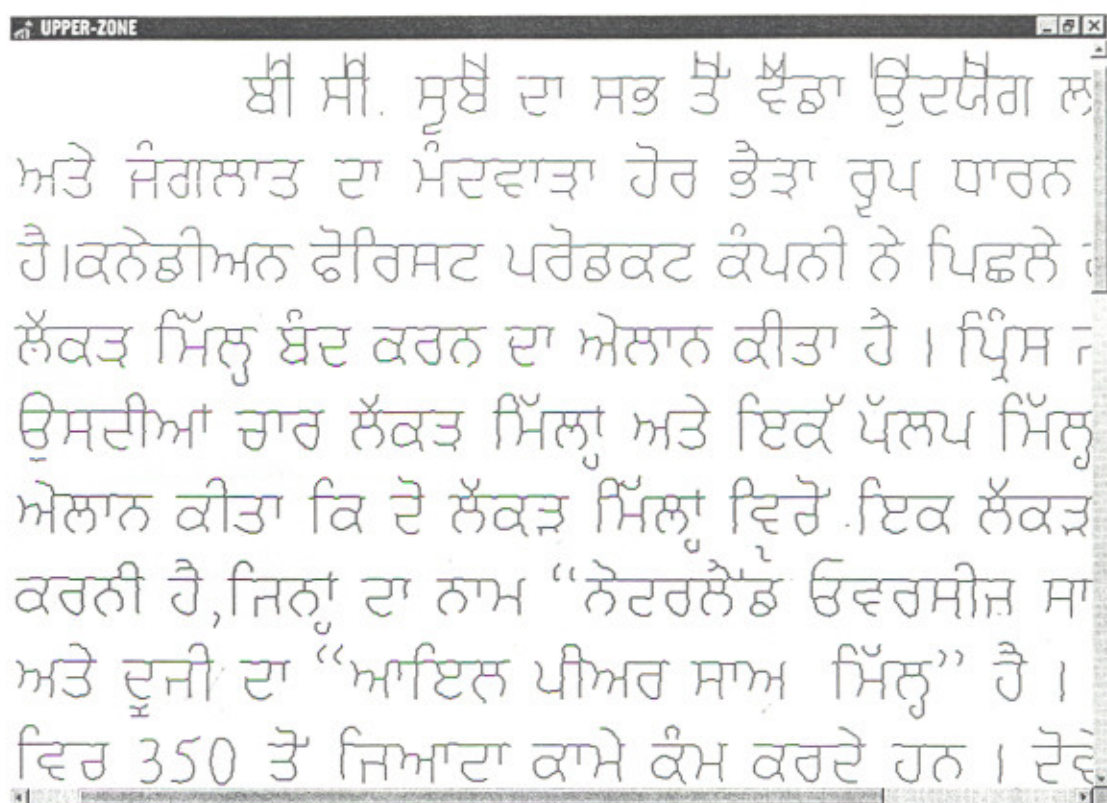 UPPER-ZONE
ਬੀ ਸੀ. ਸੂਬੇ ਦਾ ਸਭ ਤੋਂ ਵੱਡਾ ਉਦਯੋਗ ਲ
ਅਤੇ ਜੰਗਲਾਤ ਦਾ ਮੰਦਵਾੜਾ ਹੋਰ ਭੈੜਾ ਰੂਪ ਧਾਰਨ
ਹੈ।ਕਨੇਡੀਅਨ ਫੋਰਿਸਟ ਪਰੋਡਕਟ ਕੰਪਨੀ ਨੇ ਪਿਛਲੇ
ਲੱਕੜ ਮਿੱਲ੍ਹ ਬੰਦ ਕਰਨ ਦਾ ਐਲਾਨ ਕੀਤਾ ਹੈ । ਪ੍ਰਿੰਸ
ਉਸਦੀਆਂ ਚਾਰ ਲੱਕੜ ਮਿੱਲ੍ਹਾਂ ਅਤੇ ਇਕੱ ਪੱਲਪ ਮਿੱਲ੍ਹ
ਐਲਾਨ ਕੀਤਾ ਕਿ ਦੋ ਲੱਕੜ ਮਿੱਲ੍ਹਾਂ ਵਿਚੋਂ .ਇਕ ਲੱਕੜ
ਕਰਨੀ ਹੈ,ਜਿਨ੍ਹਾਂ ਦਾ ਨਾਮ “ਨੇਦਰਲੈਂਡ ਓਵਰਸੀਜ਼ ਸਾ
ਅਤੇ ਦੂਜੀ ਦਾ “ਆਇਲ ਪੀਅਰ ਸਾਅ ਮਿੱਲ੍ਹ” ਹੈ ।
ਵਿਚ 350 ਤੋਂ ਜਿਆਦਾ ਕਾਮੇ ਕੰਮ ਕਰਦੇ ਹਨ । ਦੋਵੇ